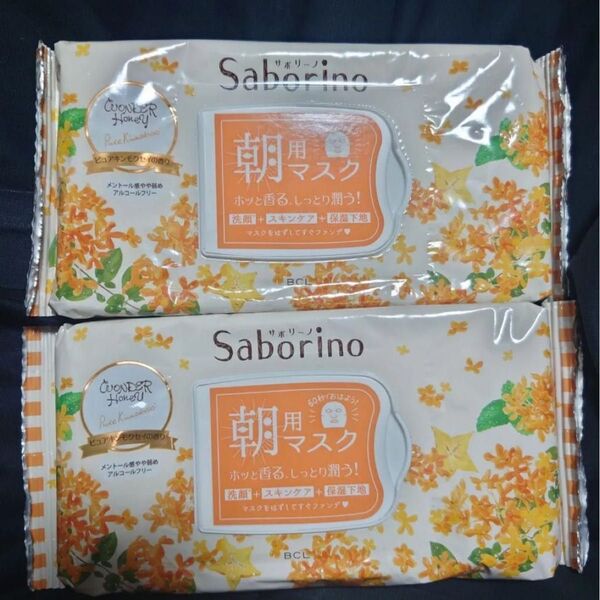 サボリーノ
Saborino
WONDER
Honey
Pure Kinmokusei
ピュアキンモクセイの香り
メントール感やや弱め
アルコールフリー
朝用
マスク
ホッと香る、しっとり潤う!
洗顔+スキンケア+保湿下地
マスクをはずしてすぐファンデ♥
BCL
サボリーノ
Saborino
WONDER
Honey
Pure Kinmokusei
ピュアキンモクセイの香り
メントール感やや弱め
アルコールフリー
60秒でおはよう!
朝用
マスク
ホッと香る、しっとり潤う!
洗顔+スキンケア+保湿下地
マスクをはずしてすぐファンデ♥
BCL